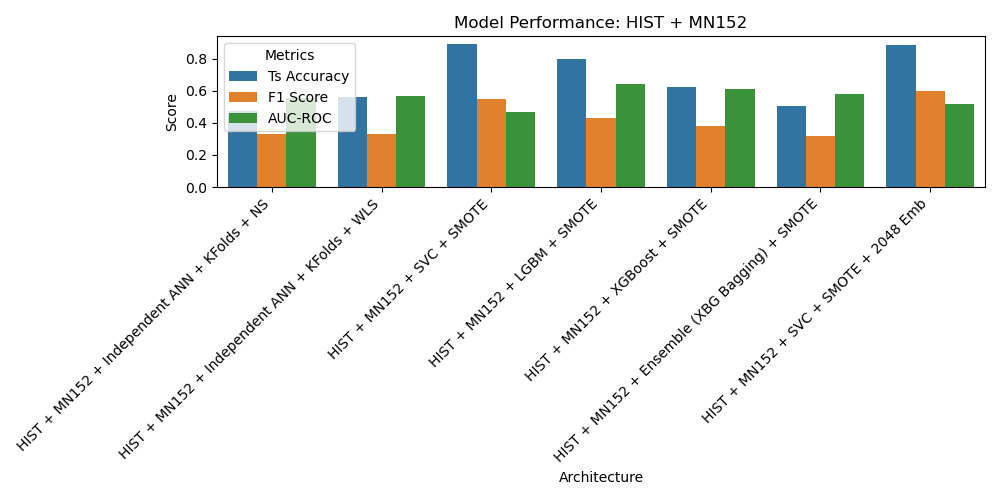 Model Performance: HIST + MN152
Score
0.8
0.6
0.4
0.2
0.0
Metrics
Ts Accuracy
F1 Score
AUC-ROC
HIST + MN152 + Independent ANN + KFolds + NS
HIST + MN152 + Independent ANN + KFolds + WLS
HIST + MN152 + SVC + SMOTE
HIST + MN152 + LGBM + SMOTE
HIST + MN152 + XGBoost + SMOTE
HIST + MN152 + Ensemble (XBG Bagging) + SMOTE
HIST + MN152 + SVC + SMOTE + 2048 Emb
Architecture